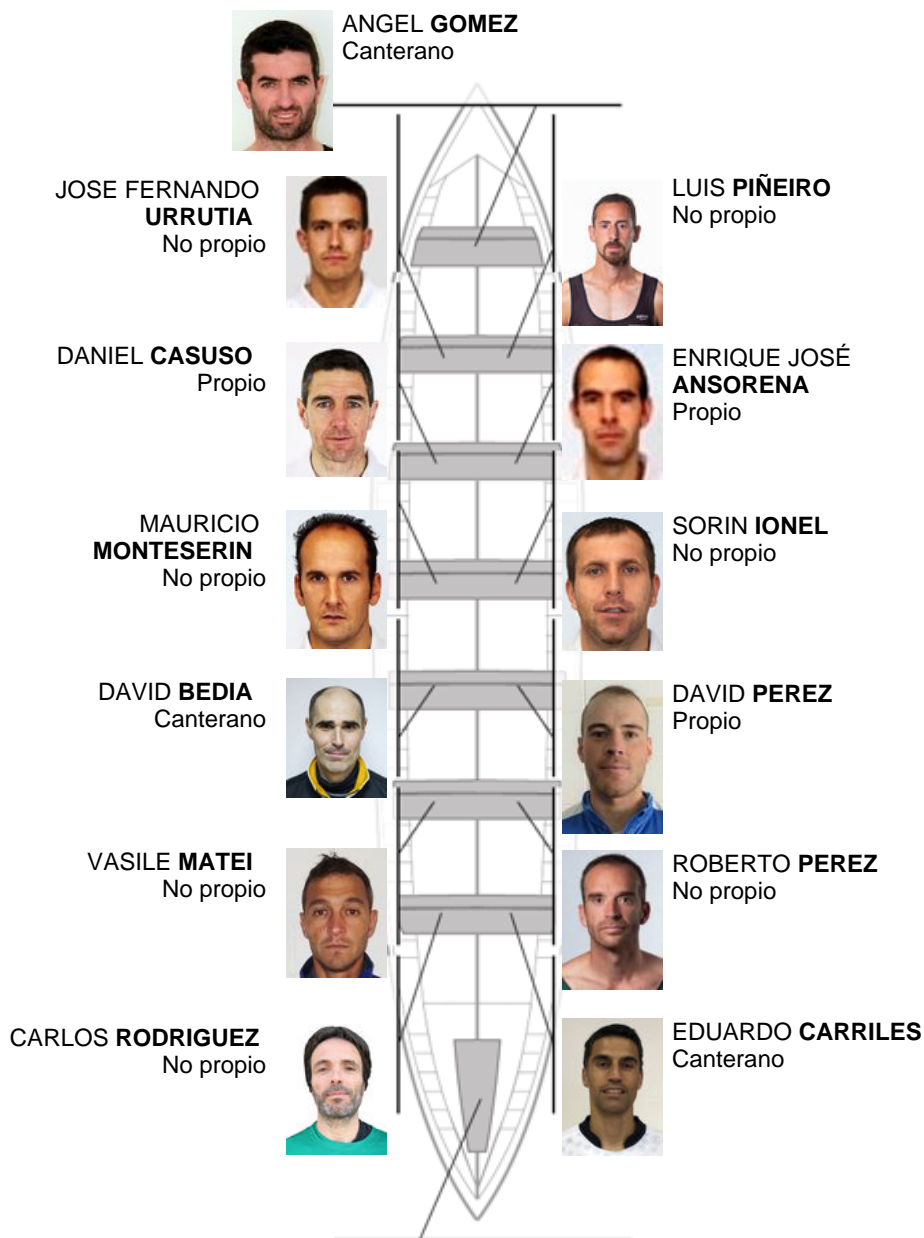 ANGEL GOMEZ
Canterano
JOSE FERNANDO
URRUTIA
No propio
LUIS PIÑEIRO
No propio
DANIEL CASUSO
Propio
ENRIQUE JOSÉ
ANSORENA
Propio
MAURICIO
MONTESERIN
No propio
SORIN IONEL
No propio
DAVID BEDIA
Canterano
DAVID PEREZ
Propio
VASILE MATEI
No propio
ROBERTO PEREZ
No propio
CARLOS RODRIGUEZ
No propio
EDUARDO CARRILES
Canterano